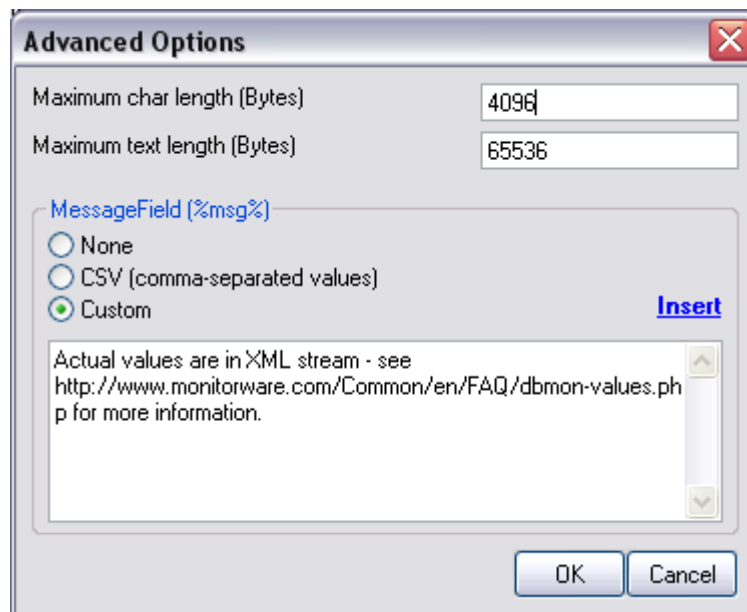 Advanced Options
Maximum char length (Bytes)
4096
Maximum text length (Bytes)
65536
MessageField (%msg%)
None
CSV (comma-separated values)
Custom
Insert
Actual values are in XML stream - see
http://www.monitorware.com/Common/en/FAQ/dbmon-values.ph
p for more information.
OK
Cancel